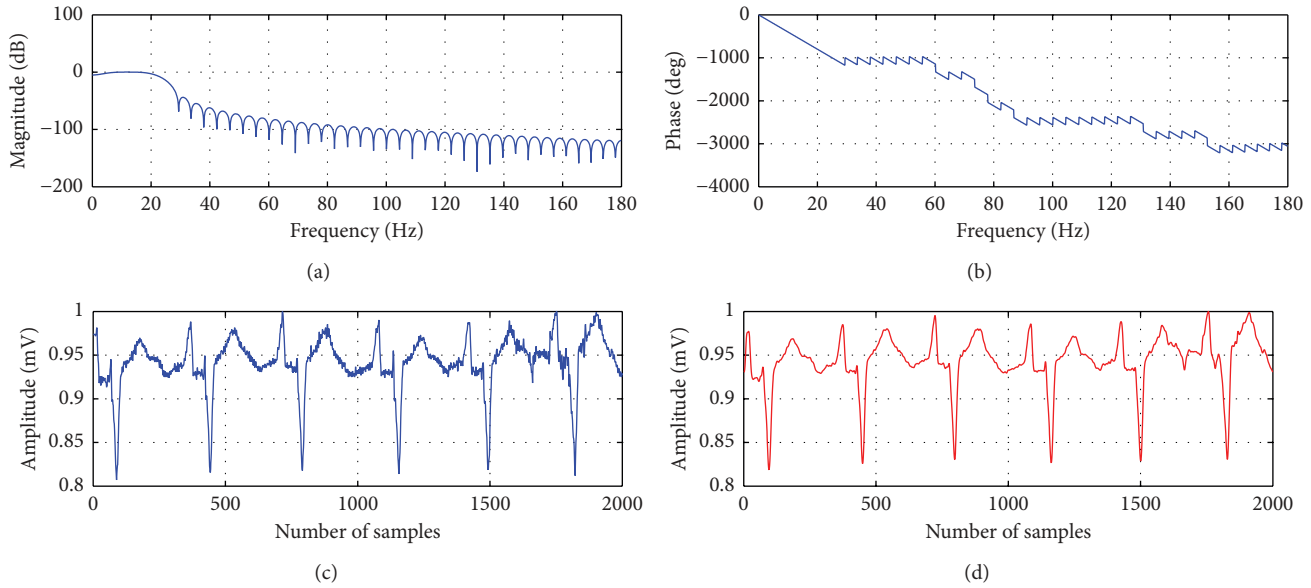 100
0
−100
−200
Magnitude (dB)
0 20 40 60 80 100 120 140 160 180
Frequency (Hz)
(a)
0
−1000
−2000
−3000
−4000
Phase (deg)
0 20 40 60 80 100 120 140 160 180
Frequency (Hz)
(b)
1
0.95
0.9
0.85
0.8
Amplitude (mV)
0 500 1000 1500 2000
Number of samples
(c)
1
0.95
0.9
0.85
0.8
Amplitude (mV)
0 500 1000 1500 2000
Number of samples
(d)